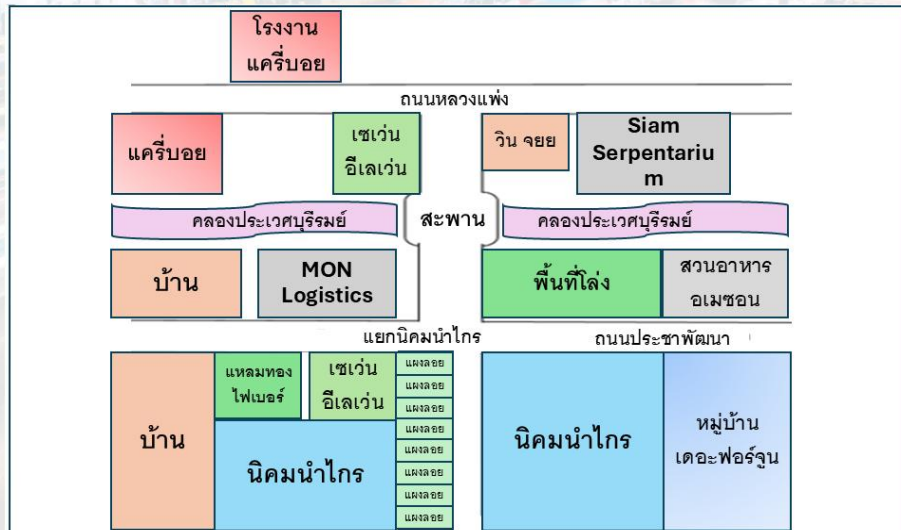 โรงงาน
แครี่บอย
ถนนหลวงแพ่ง
แครี่บอย
เซเว่น
อีเลเว่น
วิน จยย
Siam
Serpentariu
m
คลองประเวศบุรีรมย์
สะพาน
คลองประเวศบุรีรมย์
บ้าน
MON
Logistics
พื้นที่โล่ง
สวนอาหาร
อเมซอน
แยกนิคมนำไกร
ถนนประชาพัฒนา
บ้าน
แหลมทอง
ไฟเบอร์
เซเว่น
อีเลเว่น
แผงลอย
แผงลอย
แผงลอย
แผงลอย
แผงลอย
แผงลอย
แผงลอย
แผงลอย
นิคมนำไกร
นิคมนำไกร
หมู่บ้าน
เดอะฟอร์จูน